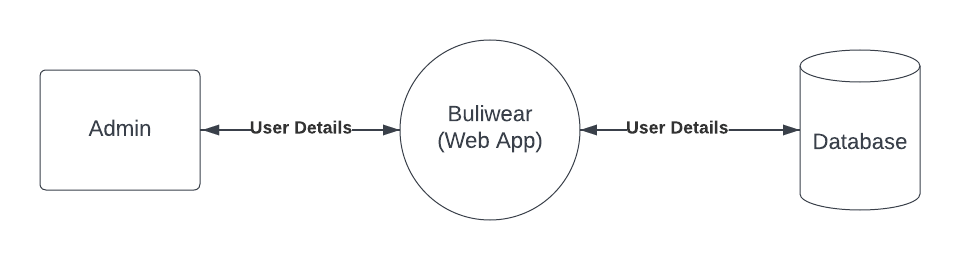 Admin
User Details
Buliwear
(Web App)
User Details
Database